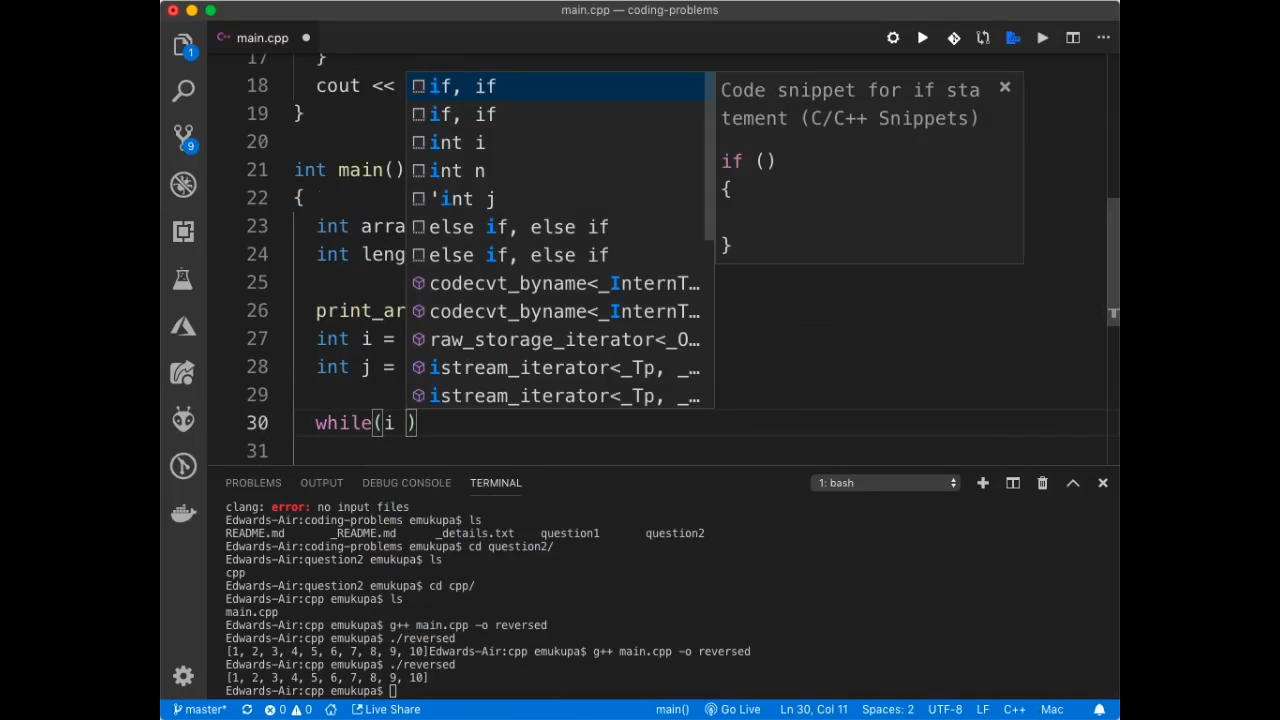 main.cpp — coding-problems
main.cpp
1
9
17 }
18 cout <<
19 }
20
21 int main()
22 {
23 int arra
24 int leng
25
26 print_ar
27 int i =
28 int j =
29
30 while(i )
31
if, if
if, if
int i
int n
'int j
else if, else if
else if, else if
codecvt_byname<_InternT…
codecvt_byname<_InternT…
raw_storage_iterator<_O…
istream_iterator<_Tp, _…
istream_iterator<_Tp, _…
Code snippet for if sta
tement (C/C++ Snippets)
if ()
{
}
PROBLEMS OUTPUT DEBUG CONSOLE TERMINAL 1: bash
clang: error: no input files
Edwards-Air:coding-problems emukupa$ ls
README.md _README.md _details.txt question1 question2
Edwards-Air:coding-problems emukupa$ cd question2/
Edwards-Air:question2 emukupa$ ls
cpp
Edwards-Air:question2 emukupa$ cd cpp/
Edwards-Air:cpp emukupa$ ls
main.cpp
Edwards-Air:cpp emukupa$ g++ main.cpp -o reversed
Edwards-Air:cpp emukupa$ ./reversed
[1, 2, 3, 4, 5, 6, 7, 8, 9, 10]Edwards-Air:cpp emukupa$ g++ main.cpp -o reversed
Edwards-Air:cpp emukupa$ ./reversed
[1, 2, 3, 4, 5, 6, 7, 8, 9, 10]
Edwards-Air:cpp emukupa$
master* 0 0 Live Share main() Go Live Ln 30, Col 11 Spaces: 2 UTF-8 LF C++ Mac